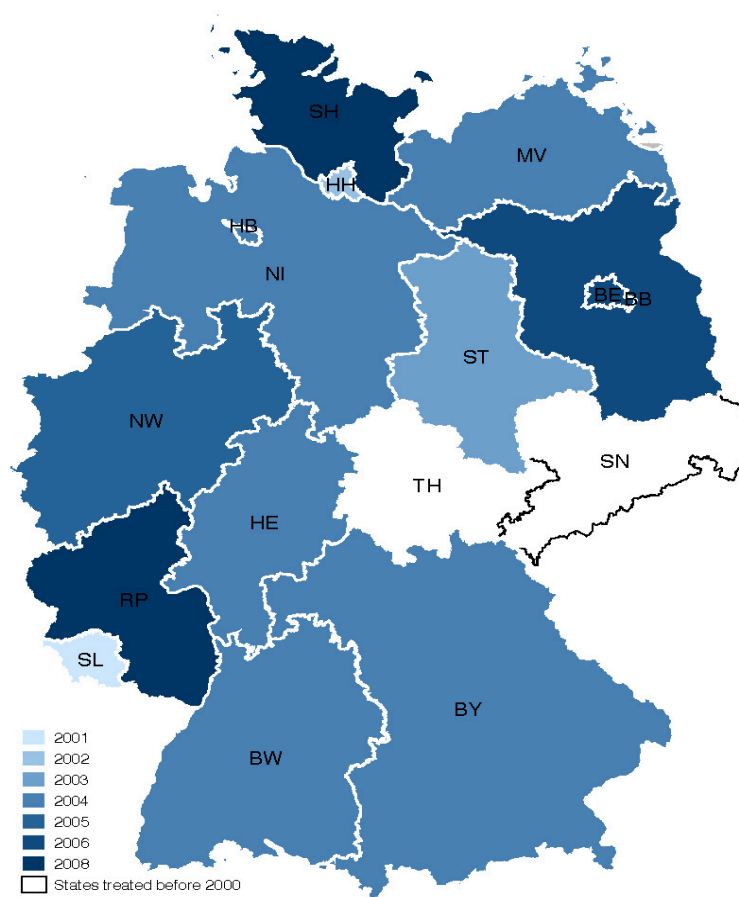 SH
MV
HH
HB
NI
BE
BB
ST
NW
SN
TH
HE
RP
SL
BY
BW
2001
2002
2003
2004
2005
2006
2008
States treated before 2000